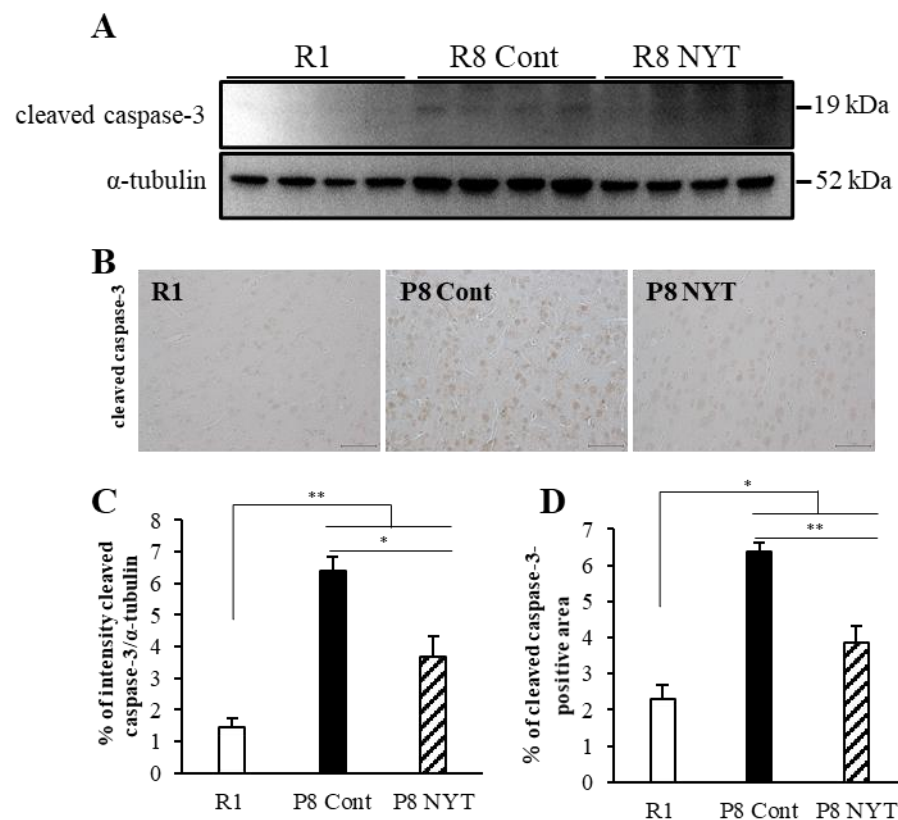 A
R1 R8 Cont R8 NYT
cleaved caspase-3 19 kDa
α-tubulin 52 kDa
B
cleaved caspase-3
R1 P8 Cont P8 NYT
C
% of intensity cleaved
caspase-3/α-tubulin
**
*
8
7
6
5
4
3
2
1
0
R1 P8 Cont P8 NYT
D
% of cleaved caspase-3-
positive area
*
**
7
6
5
4
3
2
1
0
R1 P8 Cont P8 NYT